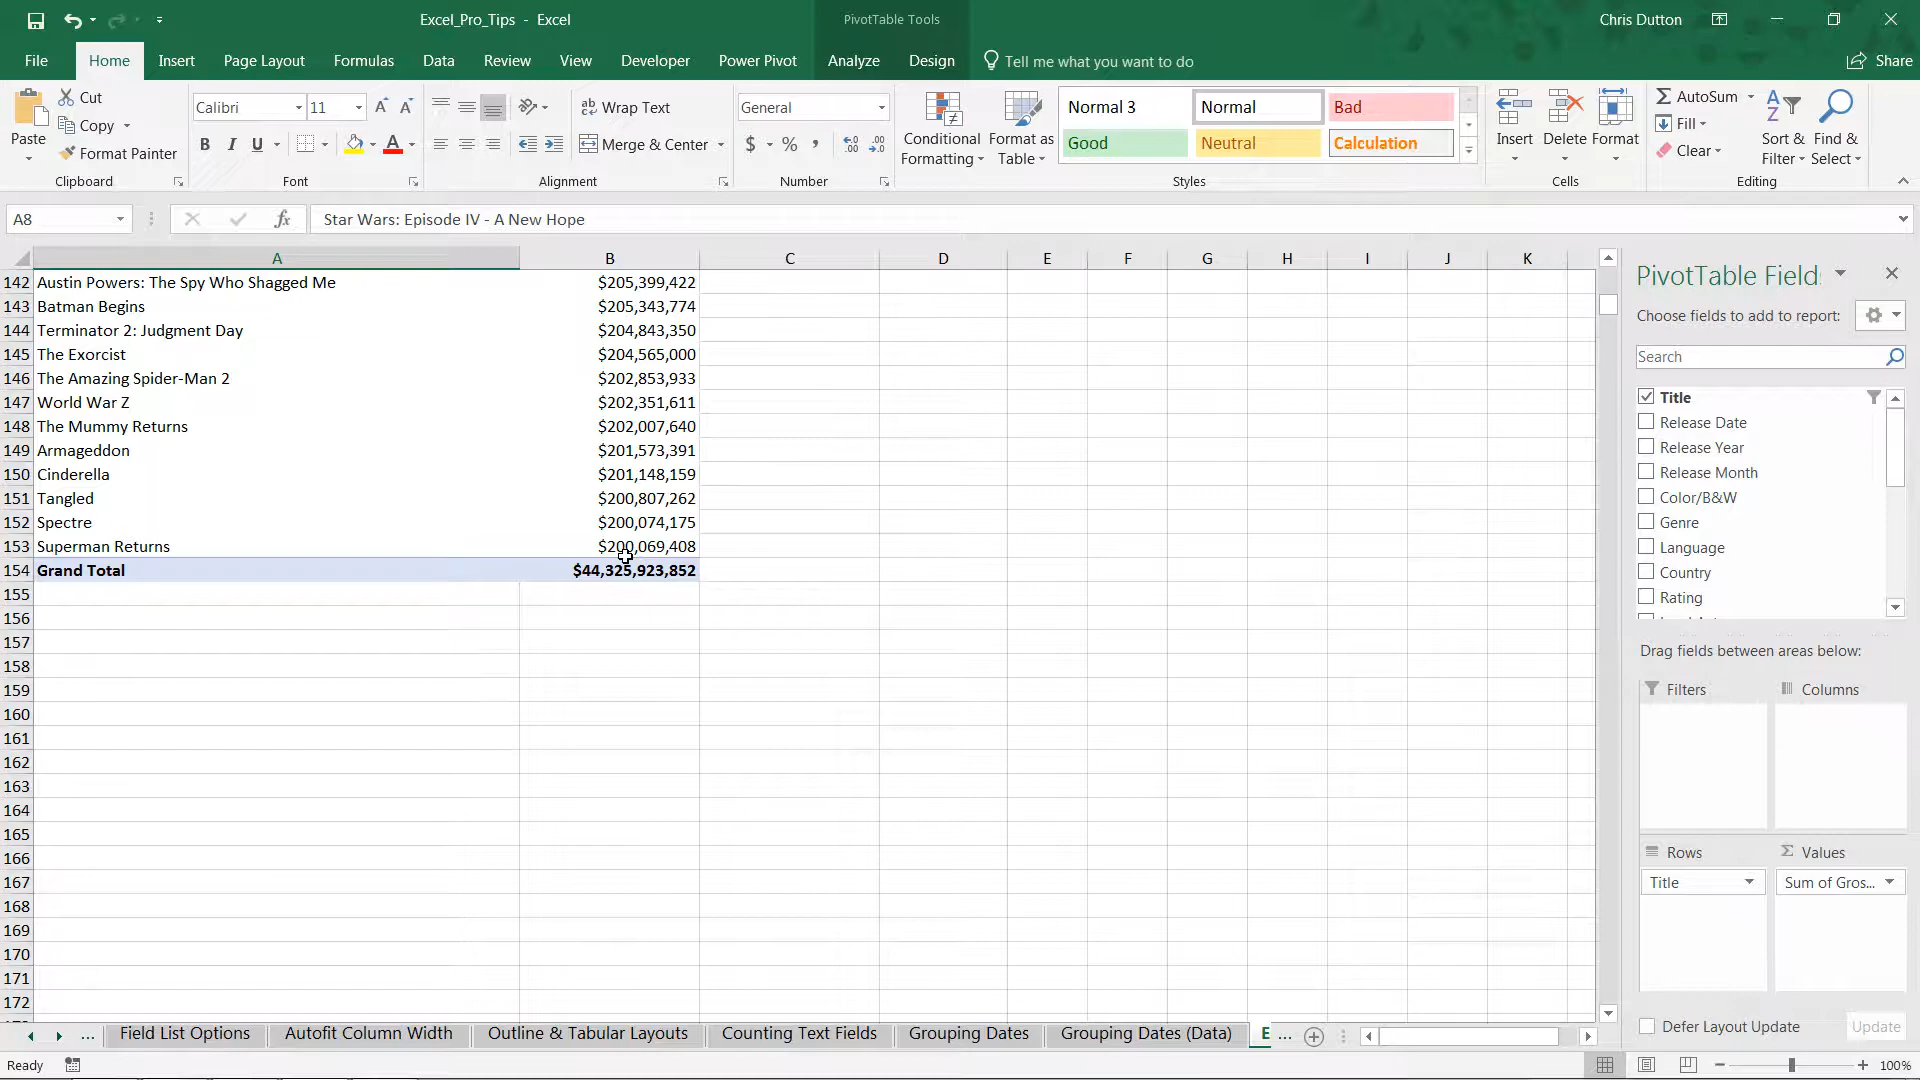 Excel_Pro_Tips - Excel
PivotTable Tools
Chris Dutton
File Home Insert Page Layout Formulas Data Review View Developer Power Pivot Analyze Design Tell me what you want to do Share
Paste
Cut
Copy
Format Painter
Clipboard
Calibri 11
B I U
Font
Wrap Text
Merge & Center
Alignment
General
$ % ,
Number
Conditional Formatting
Format as Table
Normal 3 Normal Bad
Good Neutral Calculation
Styles
Insert Delete Format
Cells
AutoSum
Fill
Clear
Sort & Filter
Find & Select
Editing
A8
fx
Star Wars: Episode IV - A New Hope
A B C D E F G H I J K
142 Austin Powers: The Spy Who Shagged Me $205,399,422
143 Batman Begins $205,343,774
144 Terminator 2: Judgment Day $204,843,350
145 The Exorcist $204,565,000
146 The Amazing Spider-Man 2 $202,853,933
147 World War Z $202,351,611
148 The Mummy Returns $202,007,640
149 Armageddon $201,573,391
150 Cinderella $201,148,159
151 Tangled $200,807,262
152 Spectre $200,074,175
153 Superman Returns $200,069,408
154 Grand Total $44,325,923,852
155
156
157
158
159
160
161
162
163
164
165
166
167
168
169
170
171
172
PivotTable Field
Choose fields to add to report:
Search
Title
Release Date
Release Year
Release Month
Color/B&W
Genre
Language
Country
Rating
Drag fields between areas below:
Filters Columns
Rows Values
Title Sum of Gros...
Defer Layout Update Update
... Field List Options Autofit Column Width Outline & Tabular Layouts Counting Text Fields Grouping Dates Grouping Dates (Data) E ...
Ready 100%